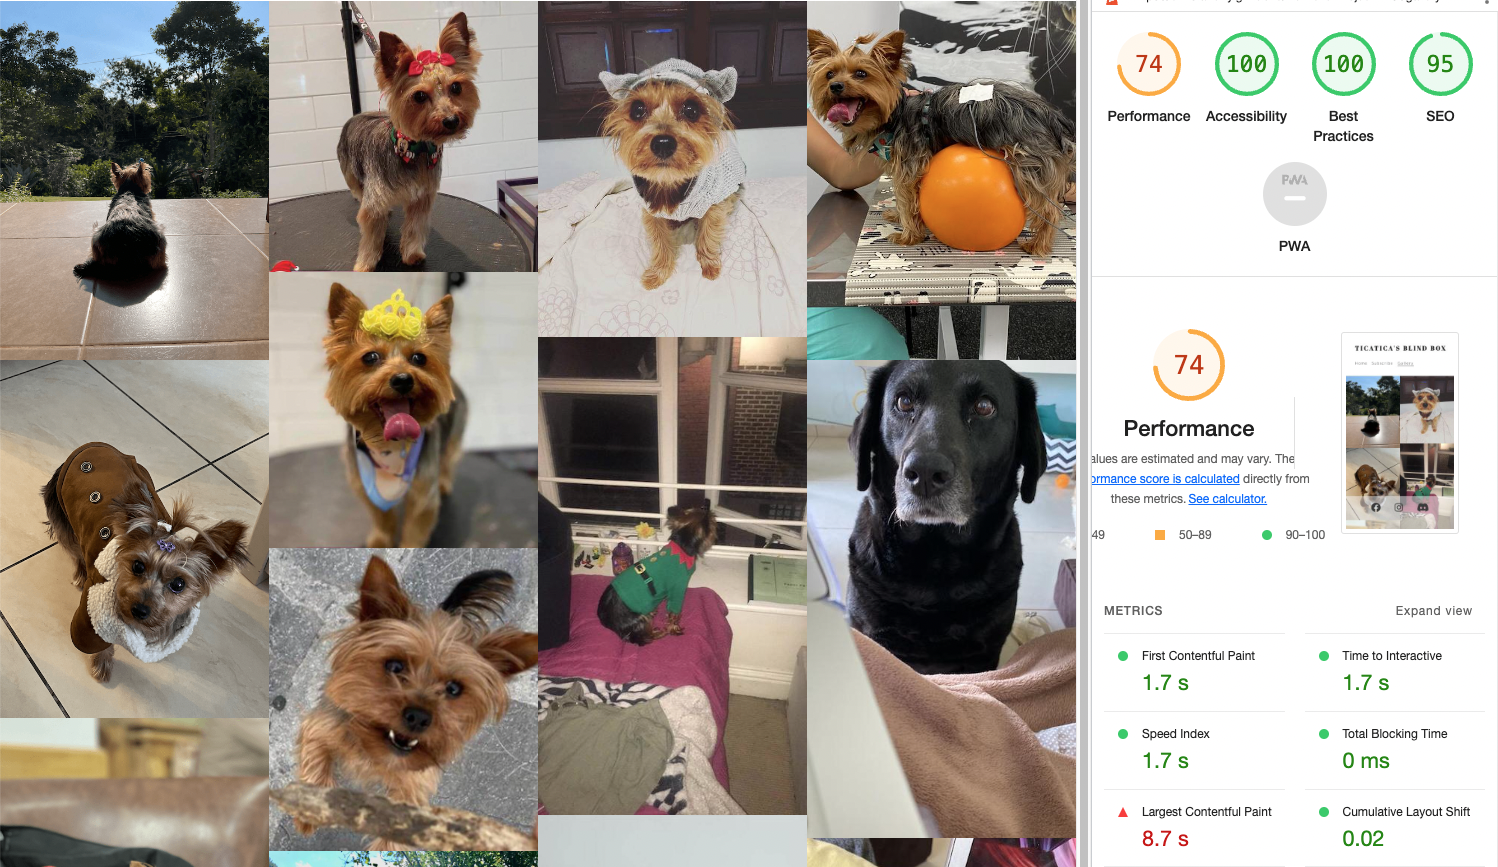 74
100
100
95
Performance
Accessibility
Best
Practices
SEO
PWA
PWA
74
Performance
alues are estimated and may vary. The
ormance score is calculated directly from
these metrics. See calculator.
49
50–89
90–100
TICATICA'S BLIND BOX
Home Subscribe Gallery
METRICS
Expand view
First Contentful Paint
1.7 s
Time to Interactive
1.7 s
Speed Index
1.7 s
Total Blocking Time
0 ms
Largest Contentful Paint
8.7 s
Cumulative Layout Shift
0.02